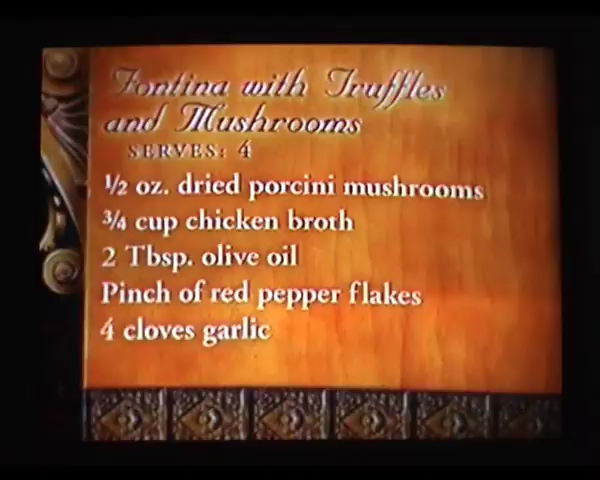 Fontina with Truffles
and Mushrooms
SERVES: 4
½ oz. dried porcini mushrooms
¾ cup chicken broth
2 Tbsp. olive oil
Pinch of red pepper flakes
4 cloves garlic